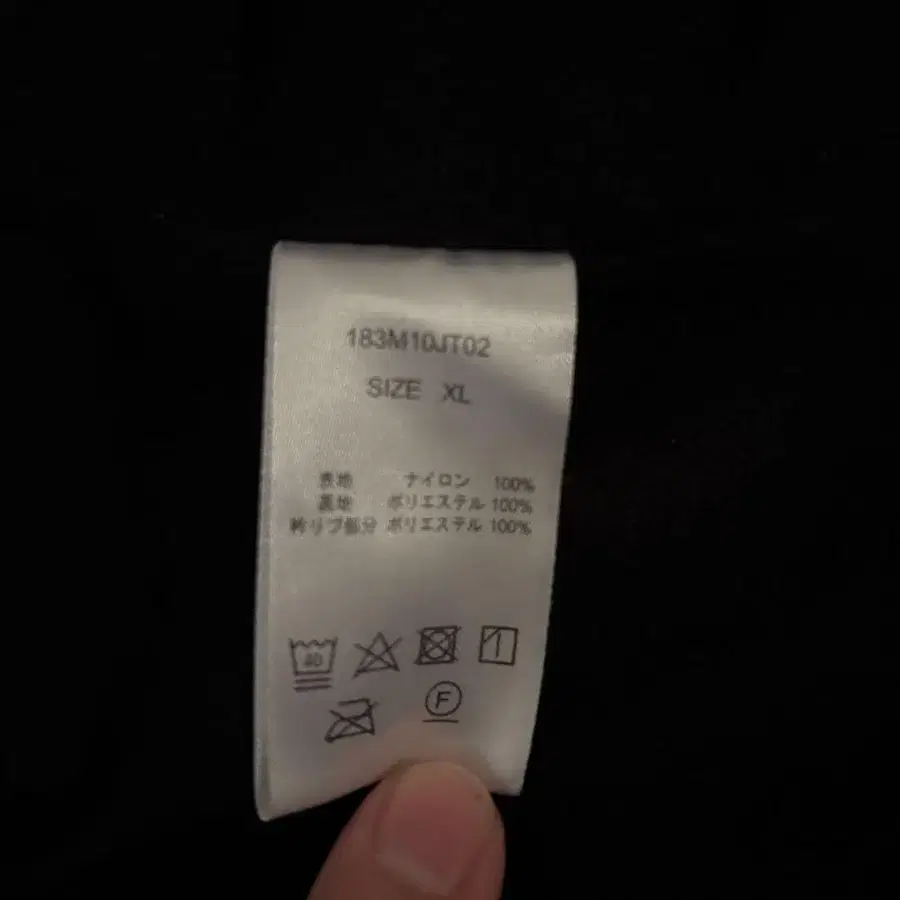 183M10JT02
SIZE XL
表地 ナイロン 100%
裏地 ポリエステル 100%
衿リブ部分 ポリエステル 100%
40
F